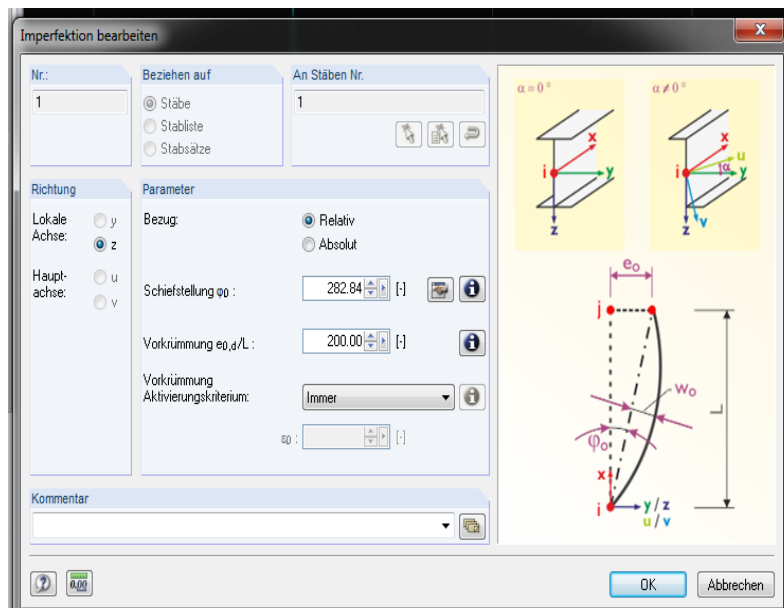 Imperfektion bearbeiten
Nr.:
1
Beziehen auf
Stäbe
Stabliste
Stabsätze
An Stäben Nr.
1
Richtung
Lokale
Achse:
y
z
Haupt-
achse:
u
v
Parameter
Bezug:
Relativ
Absolut
Schiefstellung φ0 :
282.84
[-]
Vorkrümmung e0,d/L :
200.00
[-]
Vorkrümmung
Aktivierungskriterium:
Immer
ε0 :
[-]
Kommentar
α = 0°
x
i
y
z
α ≠ 0°
x
u
i
α
y
z
v
e0
j
w0
L
φ0
x
i
y / z
u / v
0.00
OK
Abbrechen